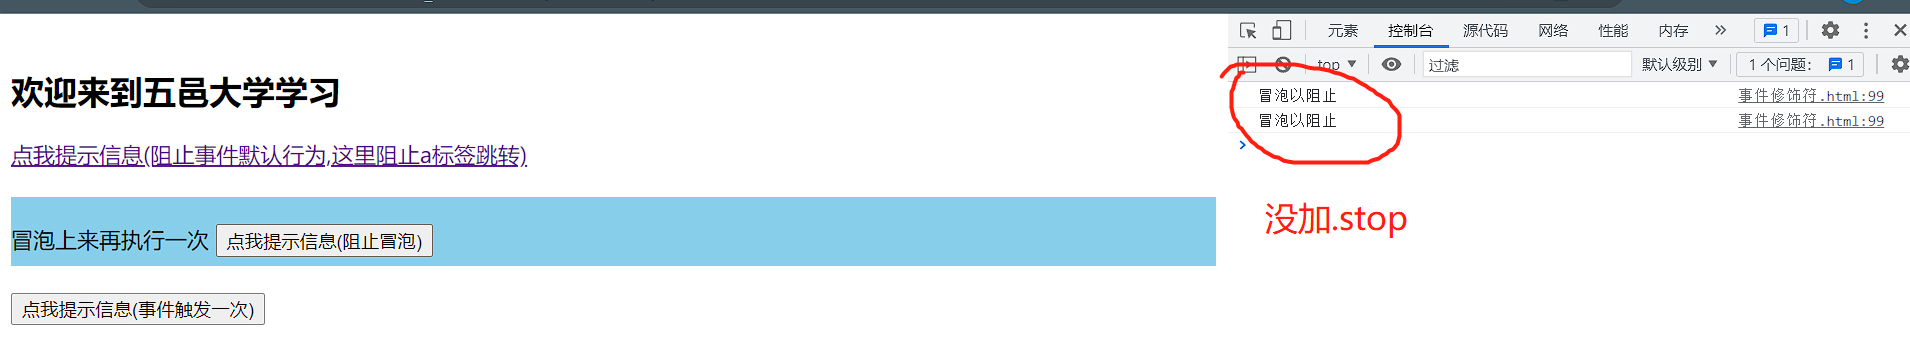 元素 控制台 源代码 网络 性能 内存 » 1
top ▼ 过滤 默认级别 ▼ 1 个问题: 1
欢迎来到五邑大学学习
冒泡以阻止 事件修饰符.html:99
冒泡以阻止 事件修饰符.html:99
点我提示信息(阻止事件默认行为,这里阻止a标签跳转)
没加.stop
冒泡上来再执行一次 点我提示信息(阻止冒泡)
点我提示信息(事件触发一次)